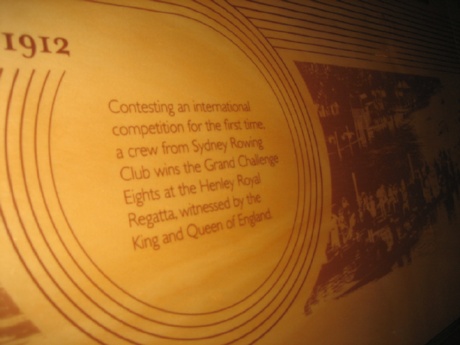 1912
Contesting an international
competition for the first time,
a crew from Sydney Rowing
Club wins the Grand Challenge
Eights at the Henley Royal
Regatta, witnessed by the
King and Queen of England.